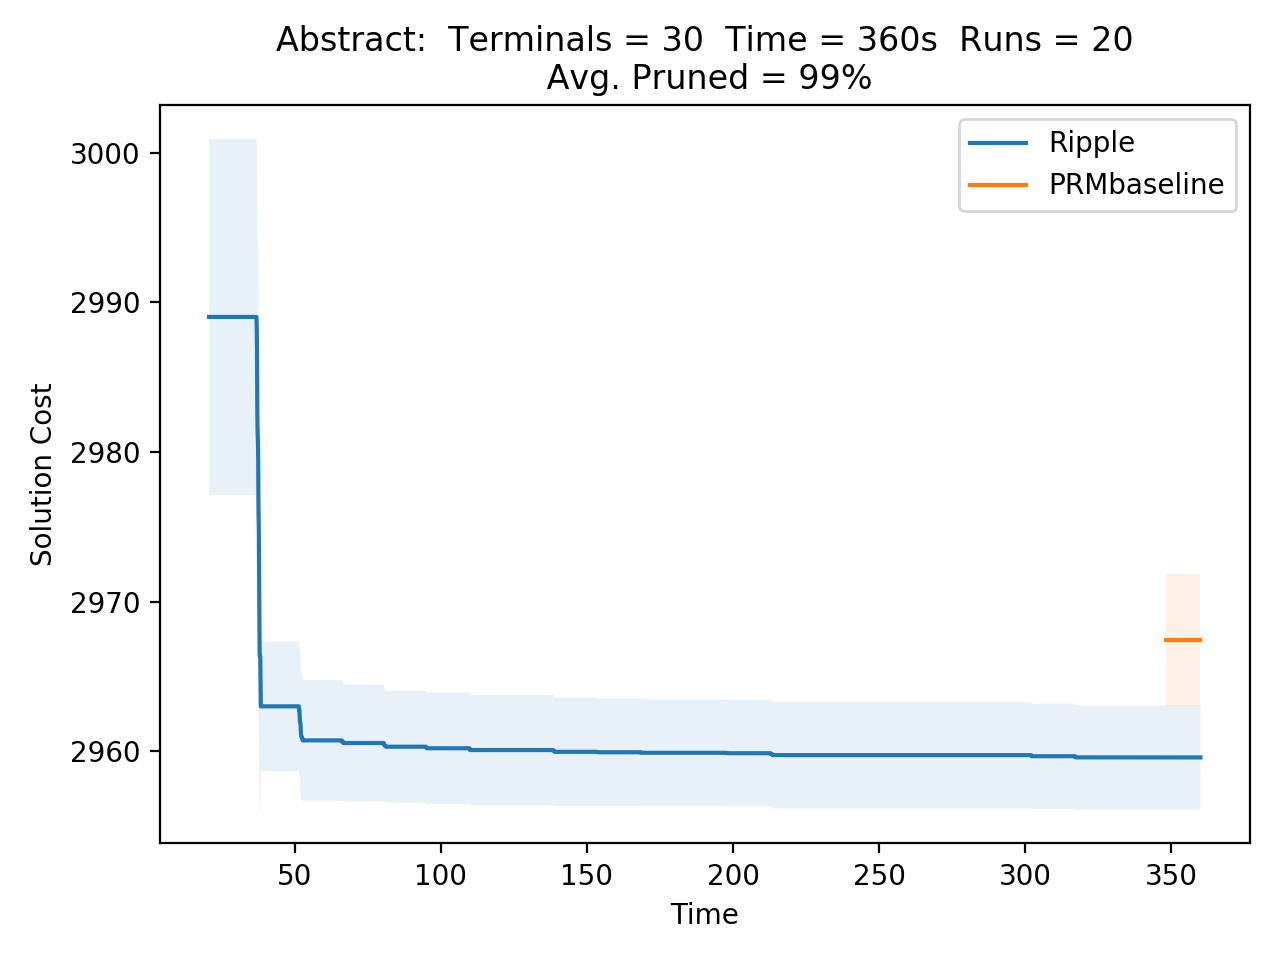 Abstract:  Terminals = 30  Time = 360s  Runs = 20
Avg. Pruned = 99%
Ripple
PRMbaseline
3000
2990
2980
2970
2960
Solution Cost
50
100
150
200
250
300
350
Time